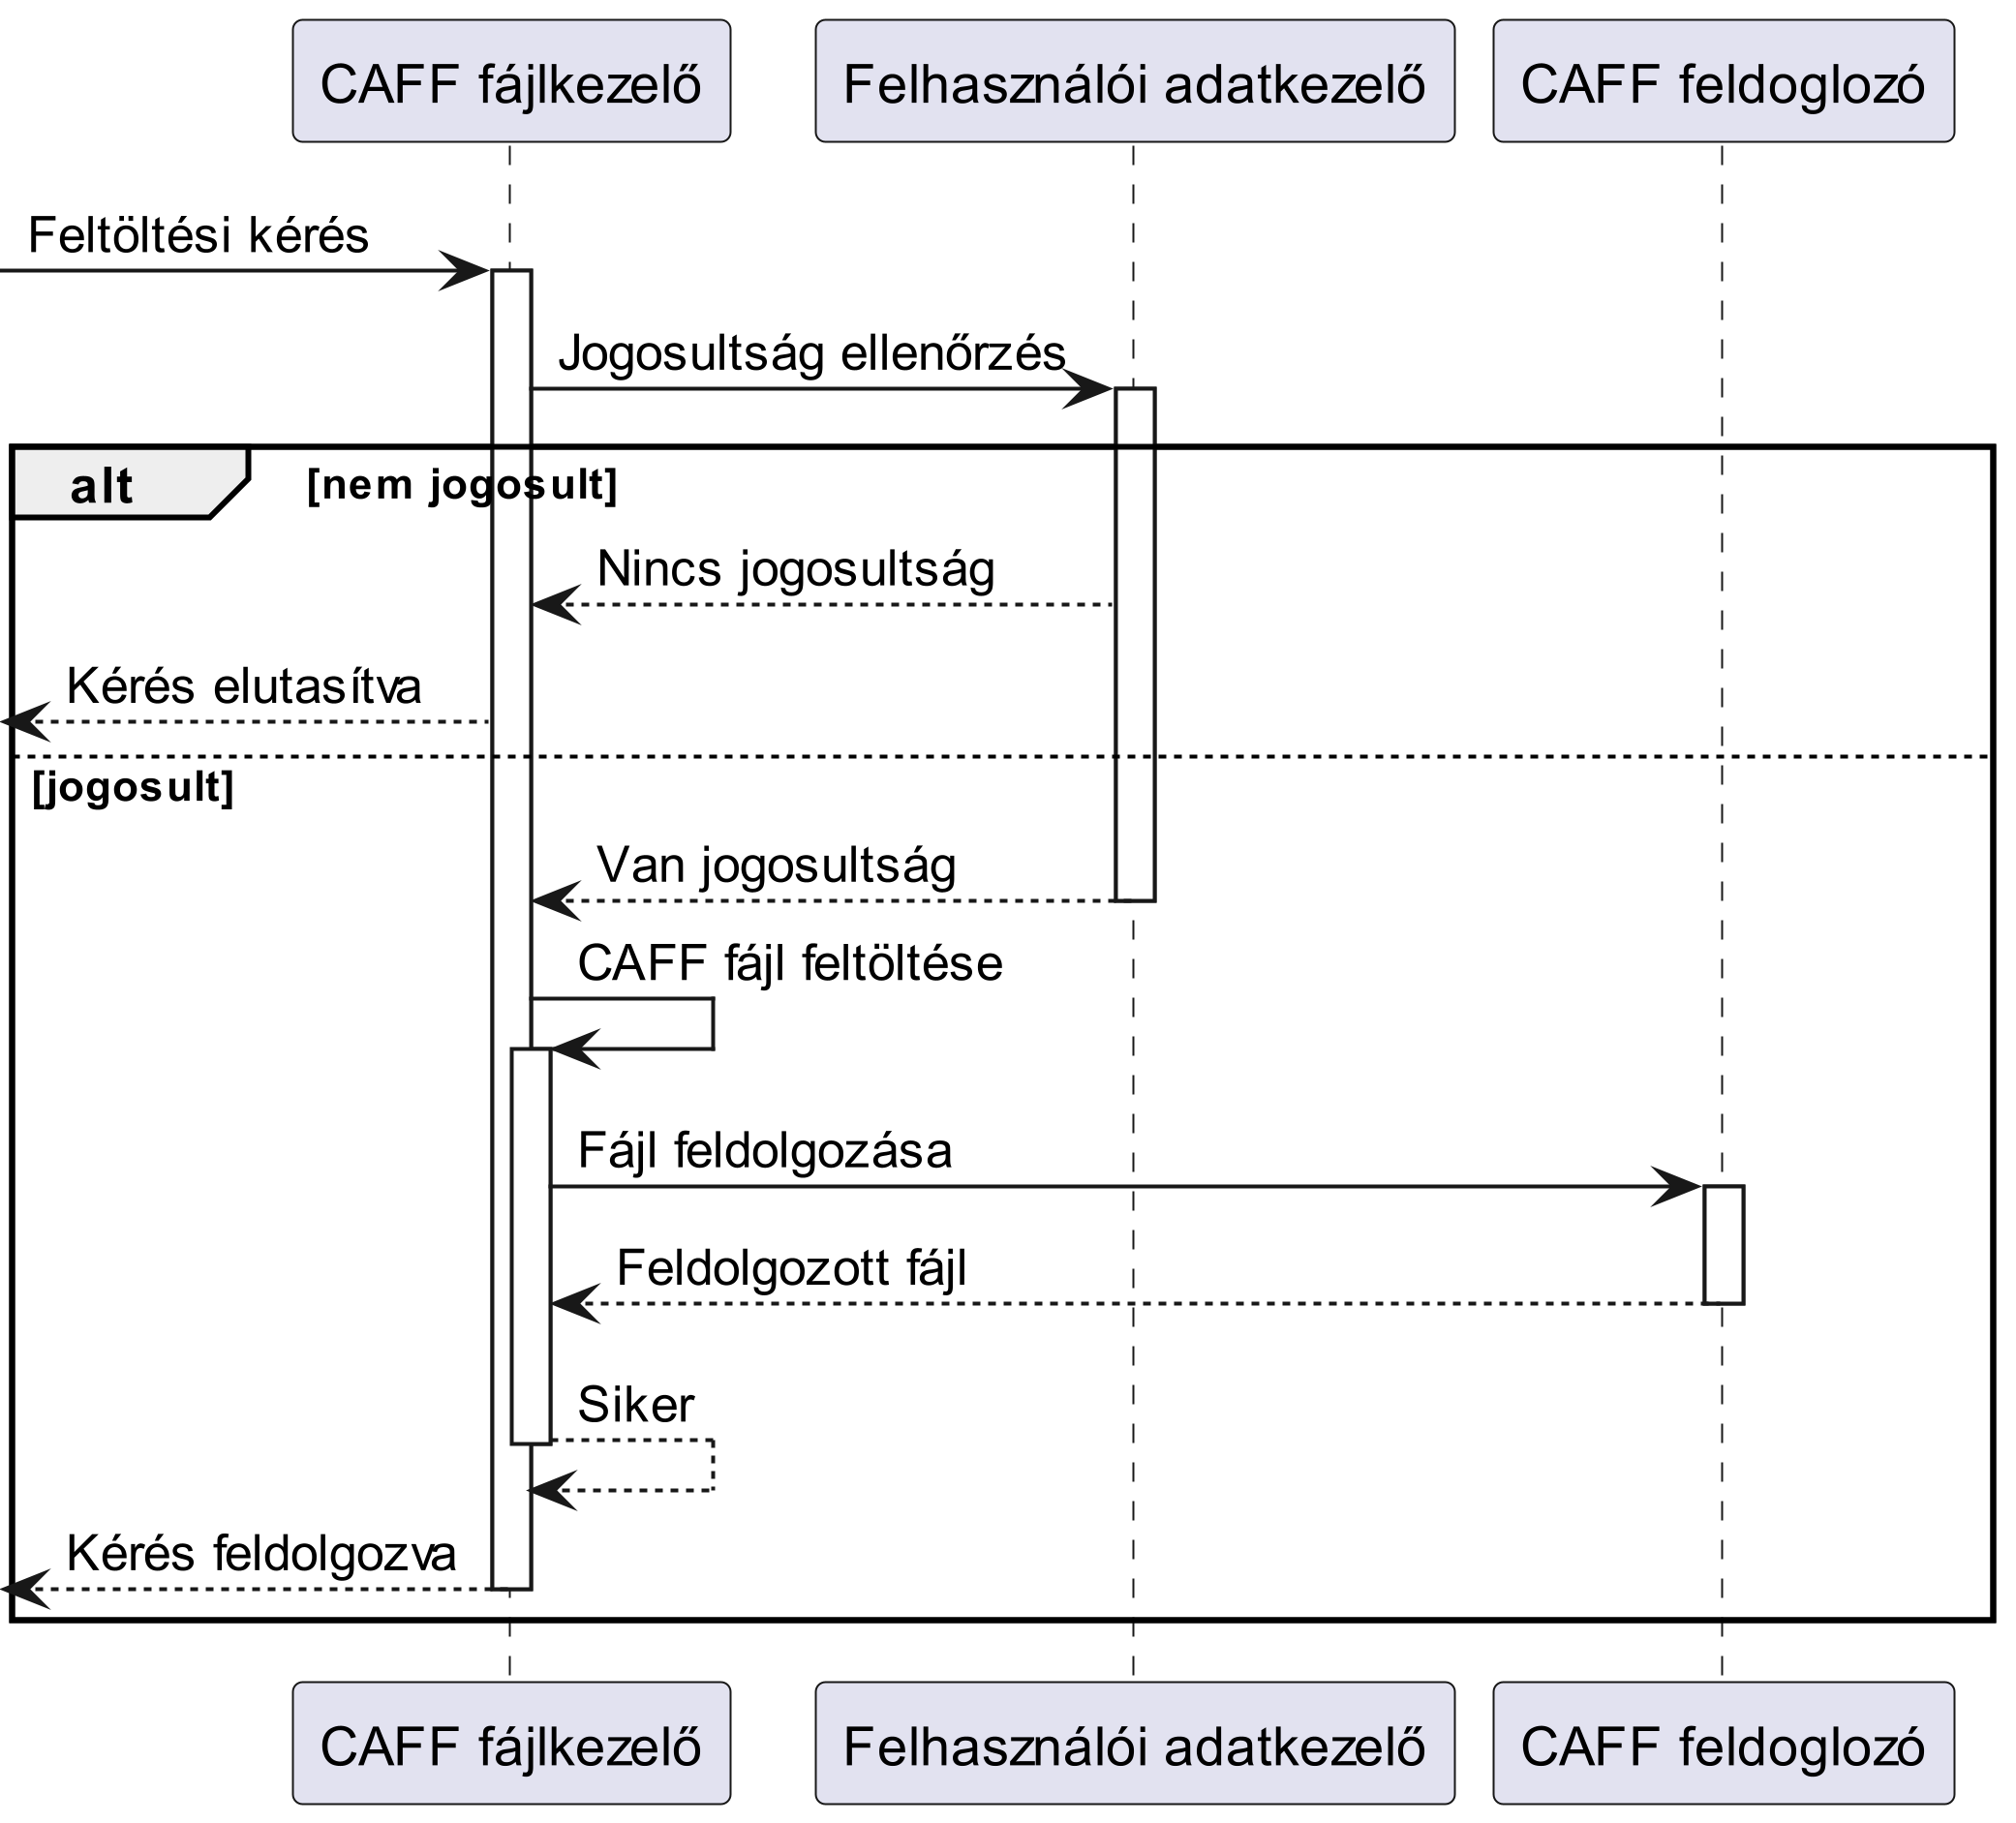 CAFF fájlkezelő
Felhasználói adatkezelő
CAFF feldoglozó
Feltöltési kérés
Jogosultság ellenőrzés
alt
[nem jogosult]
Nincs jogosultság
Kérés elutasítva
[jogosult]
Van jogosultság
CAFF fájl feltöltése
Fájl feldolgozása
Feldolgozott fájl
Siker
Kérés feldolgozva
CAFF fájlkezelő
Felhasználói adatkezelő
CAFF feldoglozó